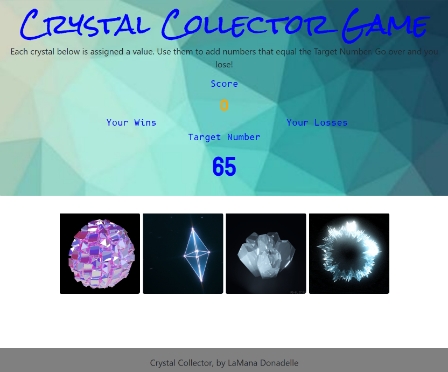 Crystal Collector Game
Each crystal below is assigned a value. Use them to add numbers that equal the Target Number. Go over and you
lose!
Score
0
Your Wins Your Losses
Target Number
65
Crystal Collector, by LaMana Donadelle